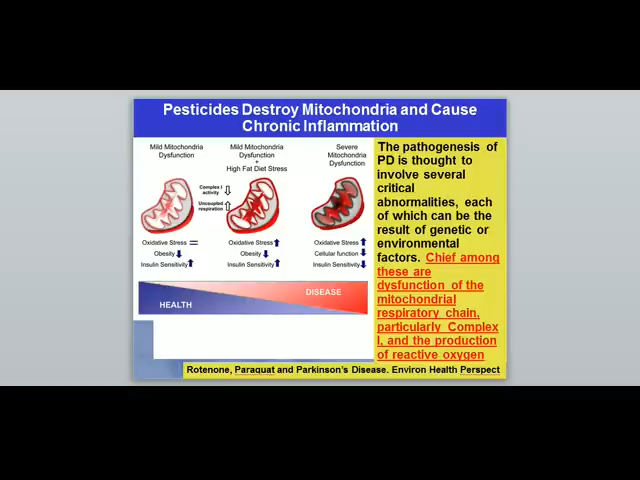 Pesticides Destroy Mitochondria and Cause
Chronic Inflammation
Mild Mitochondria
Dysfunction
Mild Mitochondria
Dysfunction
+
High Fat Diet Stress
Severe
Mitochondria
Dysfunction
Complex I
activity
Uncoupled
respiration
Oxidative Stress
Obesity
Insulin Sensitivity
Oxidative Stress
Obesity
Insulin Sensitivity
Oxidative Stress
Cellular function
Insulin Sensitivity
HEALTH
DISEASE
The pathogenesis of
PD is thought to
involve several
critical
abnormalities, each
of which can be the
result of genetic or
environmental
factors. Chief among
these are
dysfunction of the
mitochondrial
respiratory chain,
particularly Complex
I, and the production
of reactive oxygen
Rotenone, Paraquat and Parkinson's Disease. Environ Health Perspect